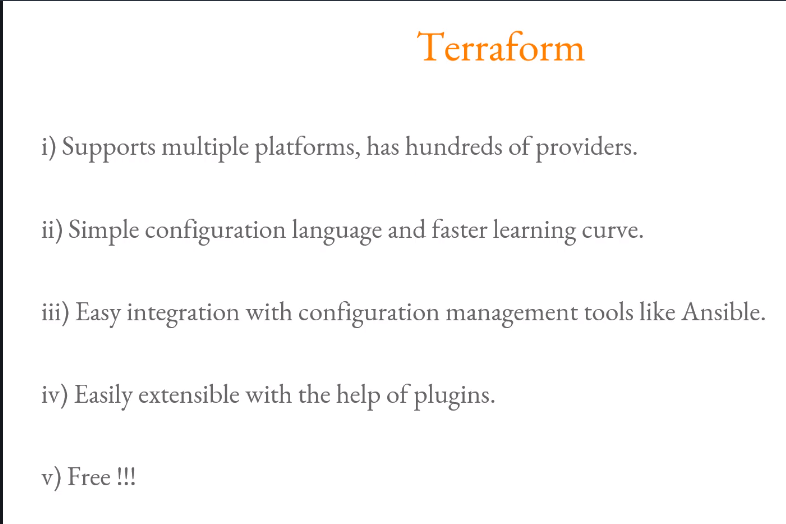 Terraform
i) Supports multiple platforms, has hundreds of providers.
ii) Simple configuration language and faster learning curve.
iii) Easy integration with configuration management tools like Ansible.
iv) Easily extensible with the help of plugins.
v) Free !!!